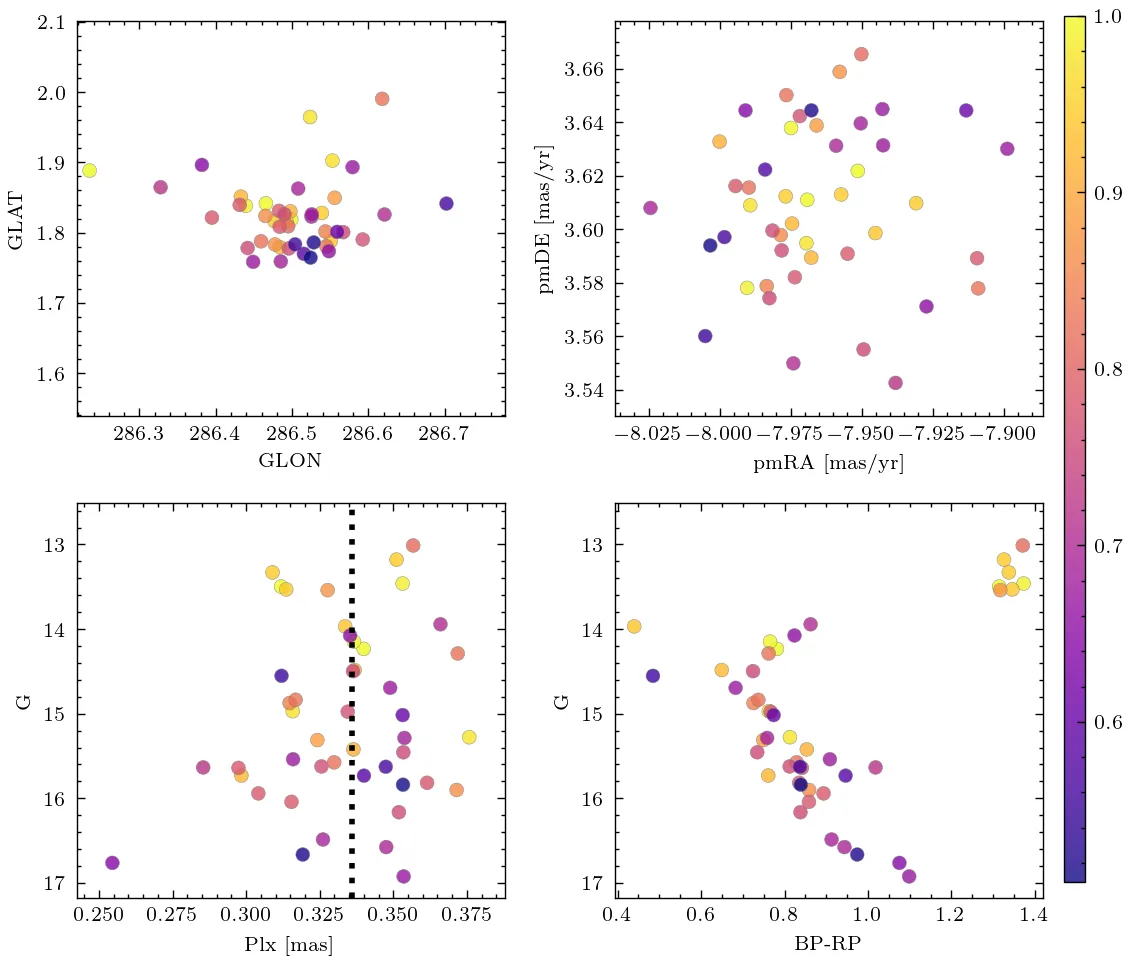 2.1
2.0
1.9
1.8
1.7
1.6
GLAT
286.3 286.4 286.5 286.6 286.7
GLON
3.66
3.64
3.62
3.60
3.58
3.56
3.54
pmDE [mas/yr]
−8.025 −8.000 −7.975 −7.950 −7.925 −7.900
pmRA [mas/yr]
1.0
0.9
0.8
0.7
0.6
13
14
15
16
17
G
0.250 0.275 0.300 0.325 0.350 0.375
Plx [mas]
13
14
15
16
17
G
0.4 0.6 0.8 1.0 1.2 1.4
BP-RP